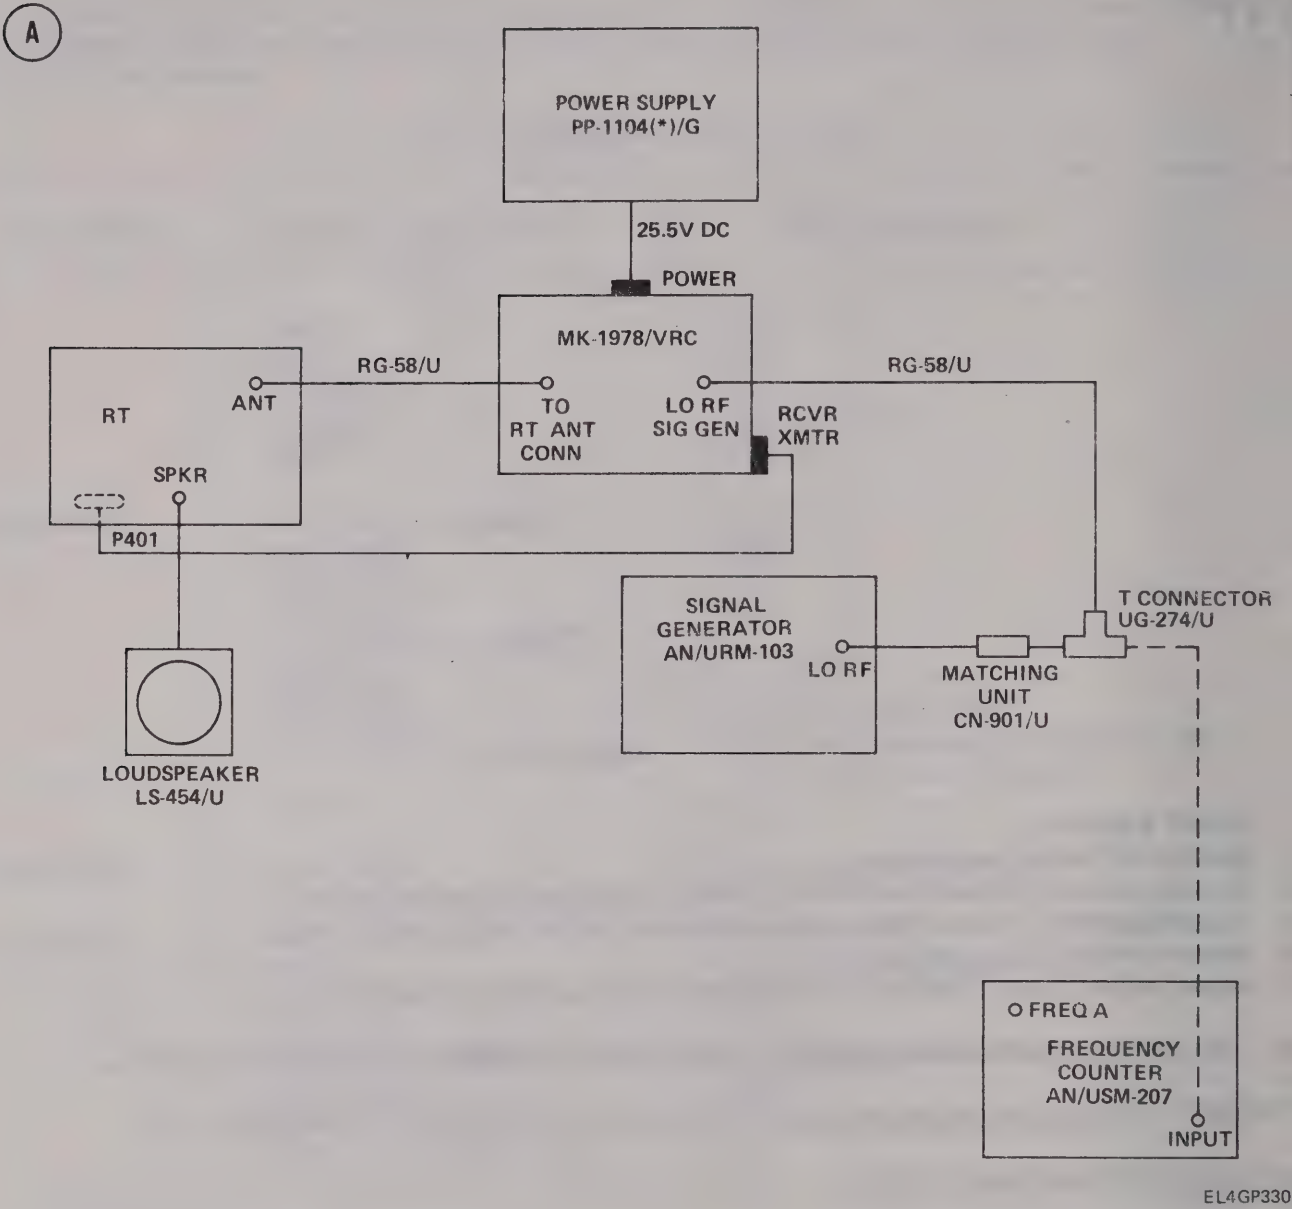 A
POWER SUPPLY
PP-1104(*)/G
25.5V DC
POWER
MK-1978/VRC
RG-58/U
RG-58/U
RT
ANT
TO
RT ANT
CONN
LO RF
SIG GEN
RCVR
XMTR
SPKR
P401
SIGNAL
GENERATOR
AN/URM-103
LO RF
T CONNECTOR
UG-274/U
MATCHING
UNIT
CN-901/U
LOUDSPEAKER
LS-454/U
FREQ A
FREQUENCY
COUNTER
AN/USM-207
INPUT
EL4GP330